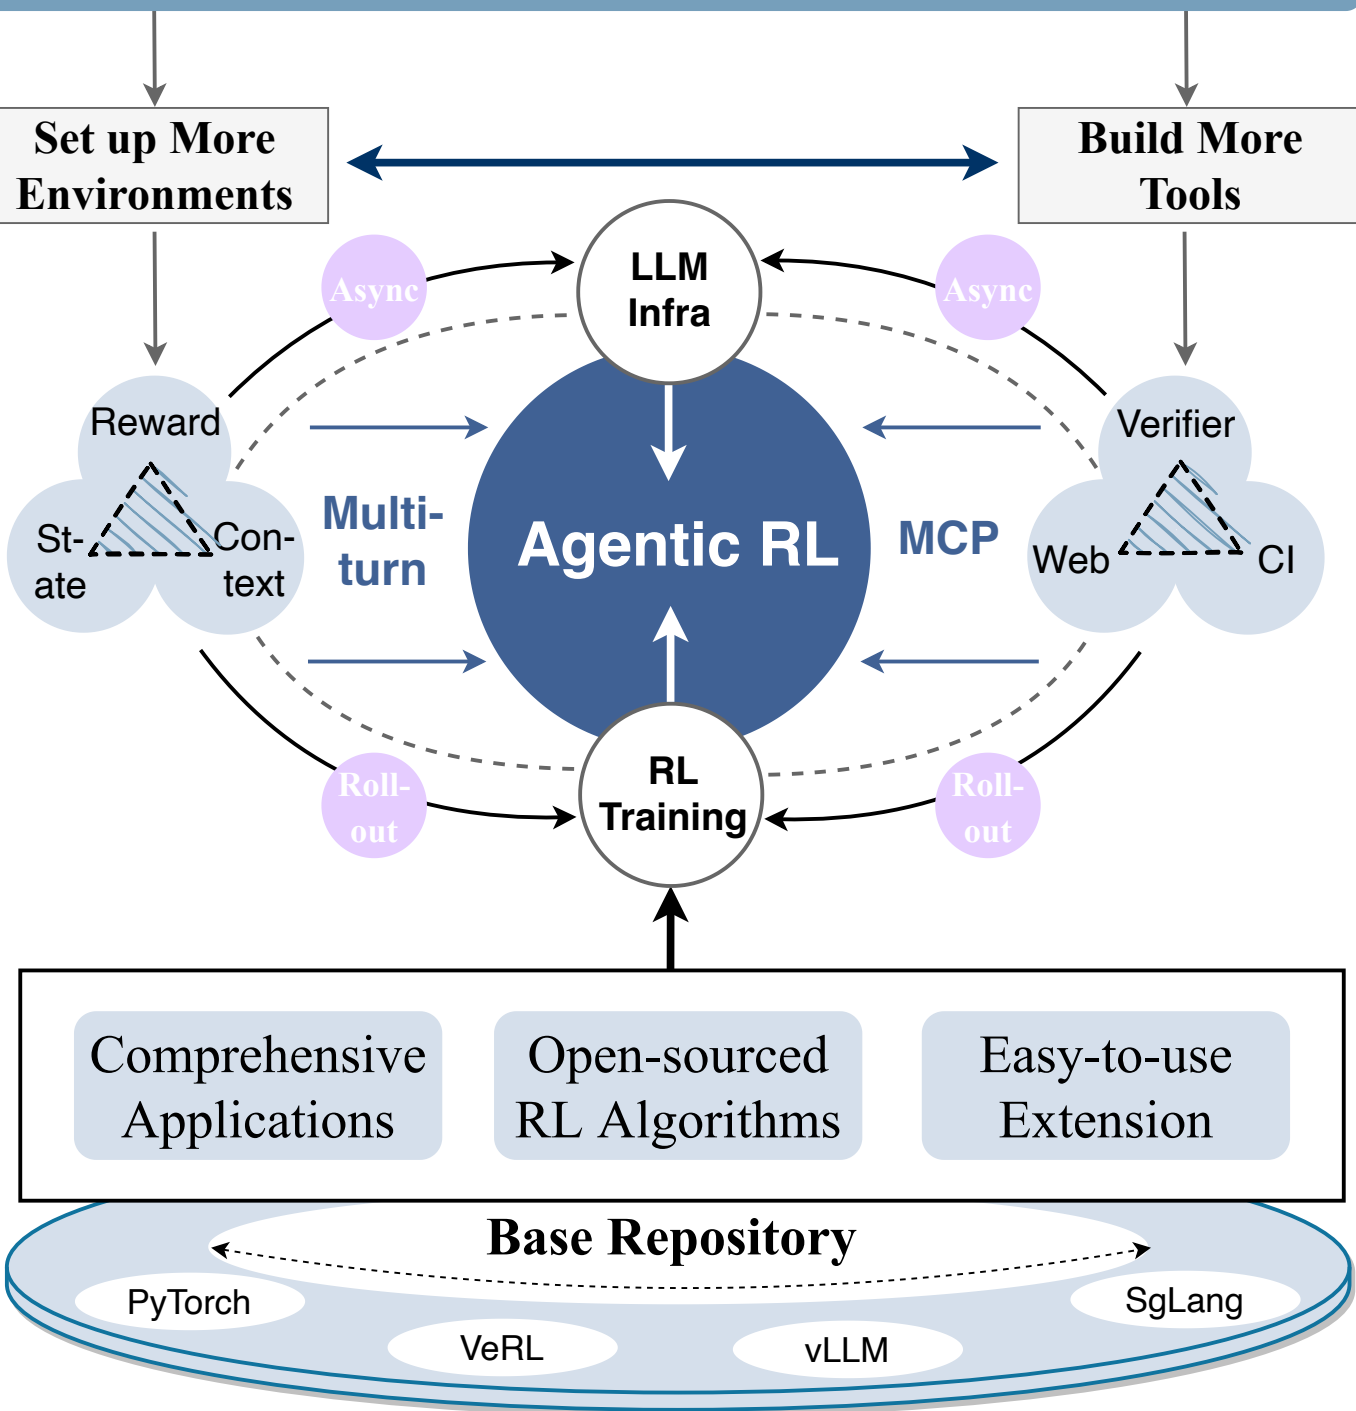 Set up More
Environments
Build More
Tools
LLM
Infra
Async
Async
Reward
St-
ate
Con-
text
Multi-
turn
Agentic RL
MCP
Verifier
Web
CI
Roll-
out
RL
Training
Roll-
out
Comprehensive
Applications
Open-sourced
RL Algorithms
Easy-to-use
Extension
Base Repository
PyTorch
VeRL
vLLM
SgLang